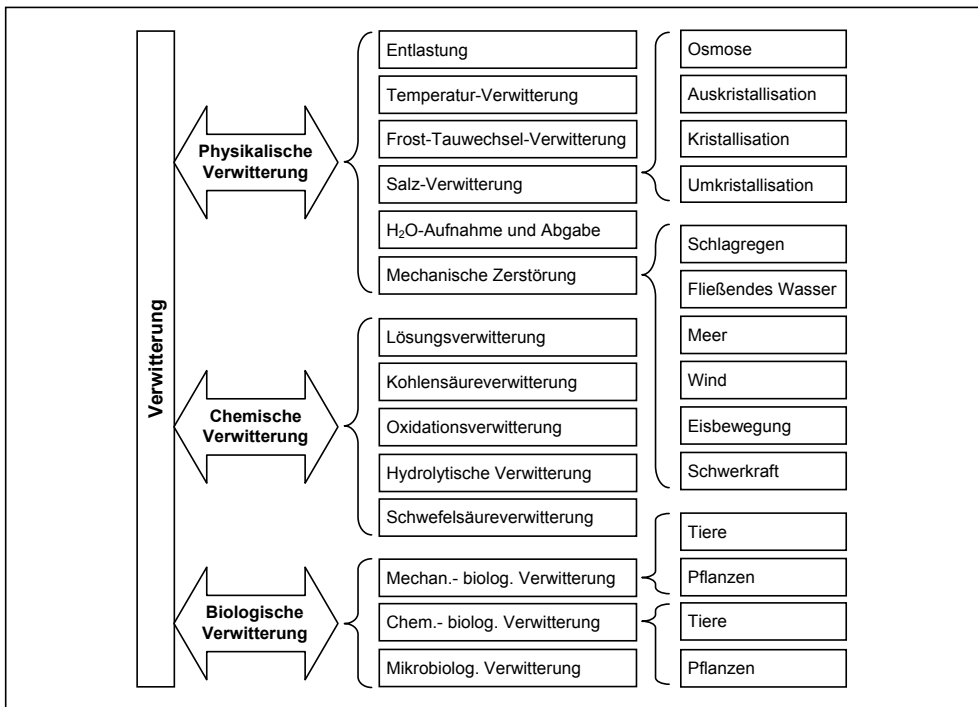 Verwitterung
Physikalische
Verwitterung
Entlastung
Temperatur-Verwitterung
Frost-Tauwechsel-Verwitterung
Salz-Verwitterung
H₂O-Aufnahme und Abgabe
Mechanische Zerstörung
Osmose
Auskristallisation
Kristallisation
Umkristallisation
Schlagregen
Fließendes Wasser
Meer
Wind
Eisbewegung
Schwerkraft
Chemische
Verwitterung
Lösungsverwitterung
Kohlensäureverwitterung
Oxidationsverwitterung
Hydrolytische Verwitterung
Schwefelsäureverwitterung
Biologische
Verwitterung
Mechan.- biolog. Verwitterung
Chem.- biolog. Verwitterung
Mikrobiolog. Verwitterung
Tiere
Pflanzen
Tiere
Pflanzen